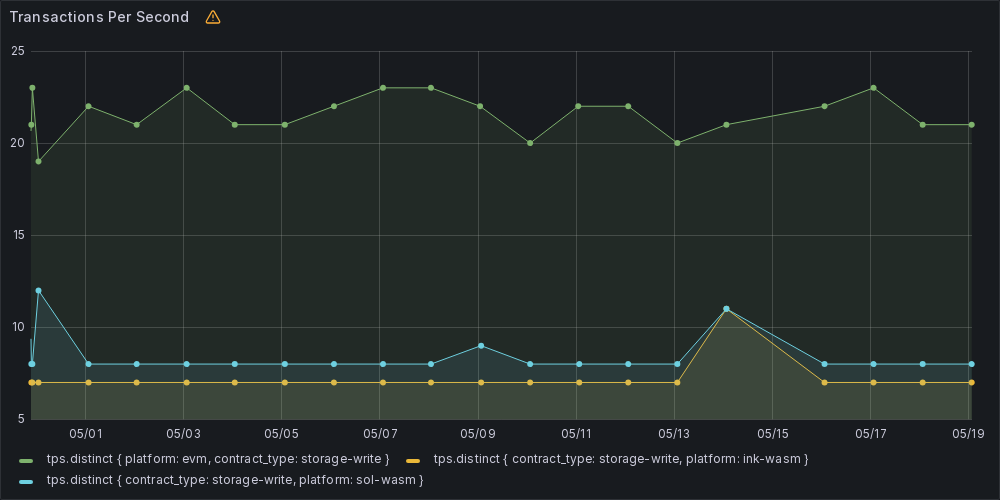 Transactions Per Second
25
20
15
10
5
05/01 05/03 05/05 05/07 05/09 05/11 05/13 05/15 05/17 05/19
tps.distinct { platform: evm, contract_type: storage-write } tps.distinct { contract_type: storage-write, platform: ink-wasm }
tps.distinct { contract_type: storage-write, platform: sol-wasm }